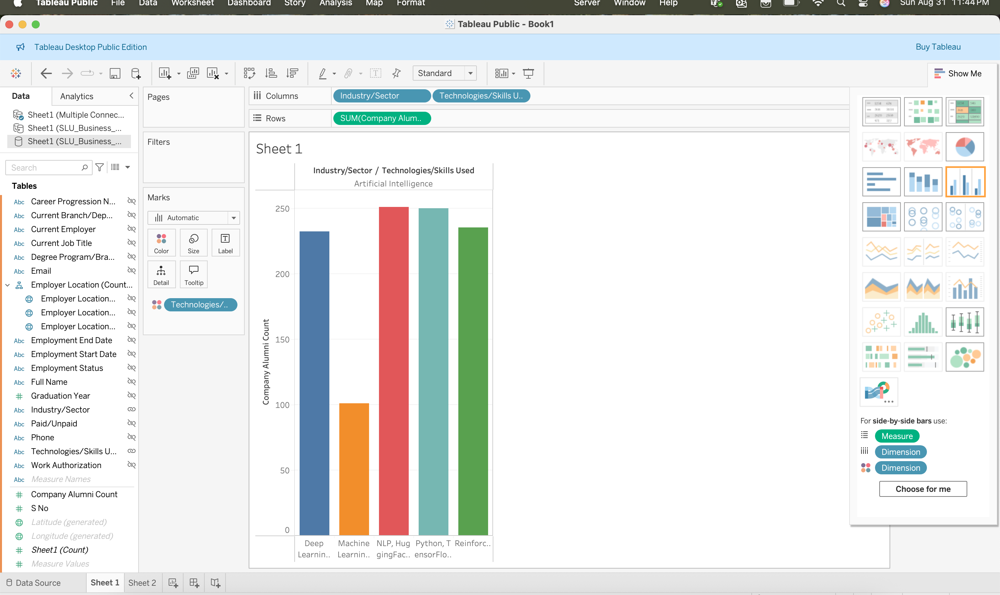 Tableau Public File Data Worksheet Dashboard Story Analysis Map Format Server Window Help Sun Aug 31 11:44 PM
Tableau Public - Book1
Tableau Desktop Public Edition Buy Tableau
Standard Show Me
Data Analytics
Sheet1 (Multiple Connec...
Sheet1 (SLU_Business_...
Sheet1 (SLU_Business_...
Search
Tables
Abc Career Progression N...
Abc Current Branch/Dep...
Abc Current Employer
Abc Current Job Title
Abc Degree Program/Bra...
Abc Email
Employer Location (Count...
Employer Location...
Employer Location...
Employer Location...
Abc Employment End Date
Abc Employment Start Date
Abc Employment Status
Abc Full Name
# Graduation Year
Abc Industry/Sector
Abc Paid/Unpaid
Abc Phone
Abc Technologies/Skills U...
Abc Work Authorization
Abc Measure Names
# Company Alumni Count
# S No
Latitude (generated)
Longitude (generated)
# Sheet1 (Count)
# Measure Values
Pages
Filters
Marks
Automatic
Color Size Label
Detail Tooltip
Technologies/..
Columns Industry/Sector Technologies/Skills U..
Rows SUM(Company Alum..
Sheet 1
Industry/Sector / Technologies/Skills Used
Artificial Intelligence
Company Alumni Count
250
200
150
100
50
0
Deep Learnin..
Machine Learnin..
NLP, Hug
gingFac..
Python, T
ensorFlo..
Reinforc..
For side-by-side bars use:
Measure
Dimension
Dimension
Choose for me
Data Source Sheet 1 Sheet 2